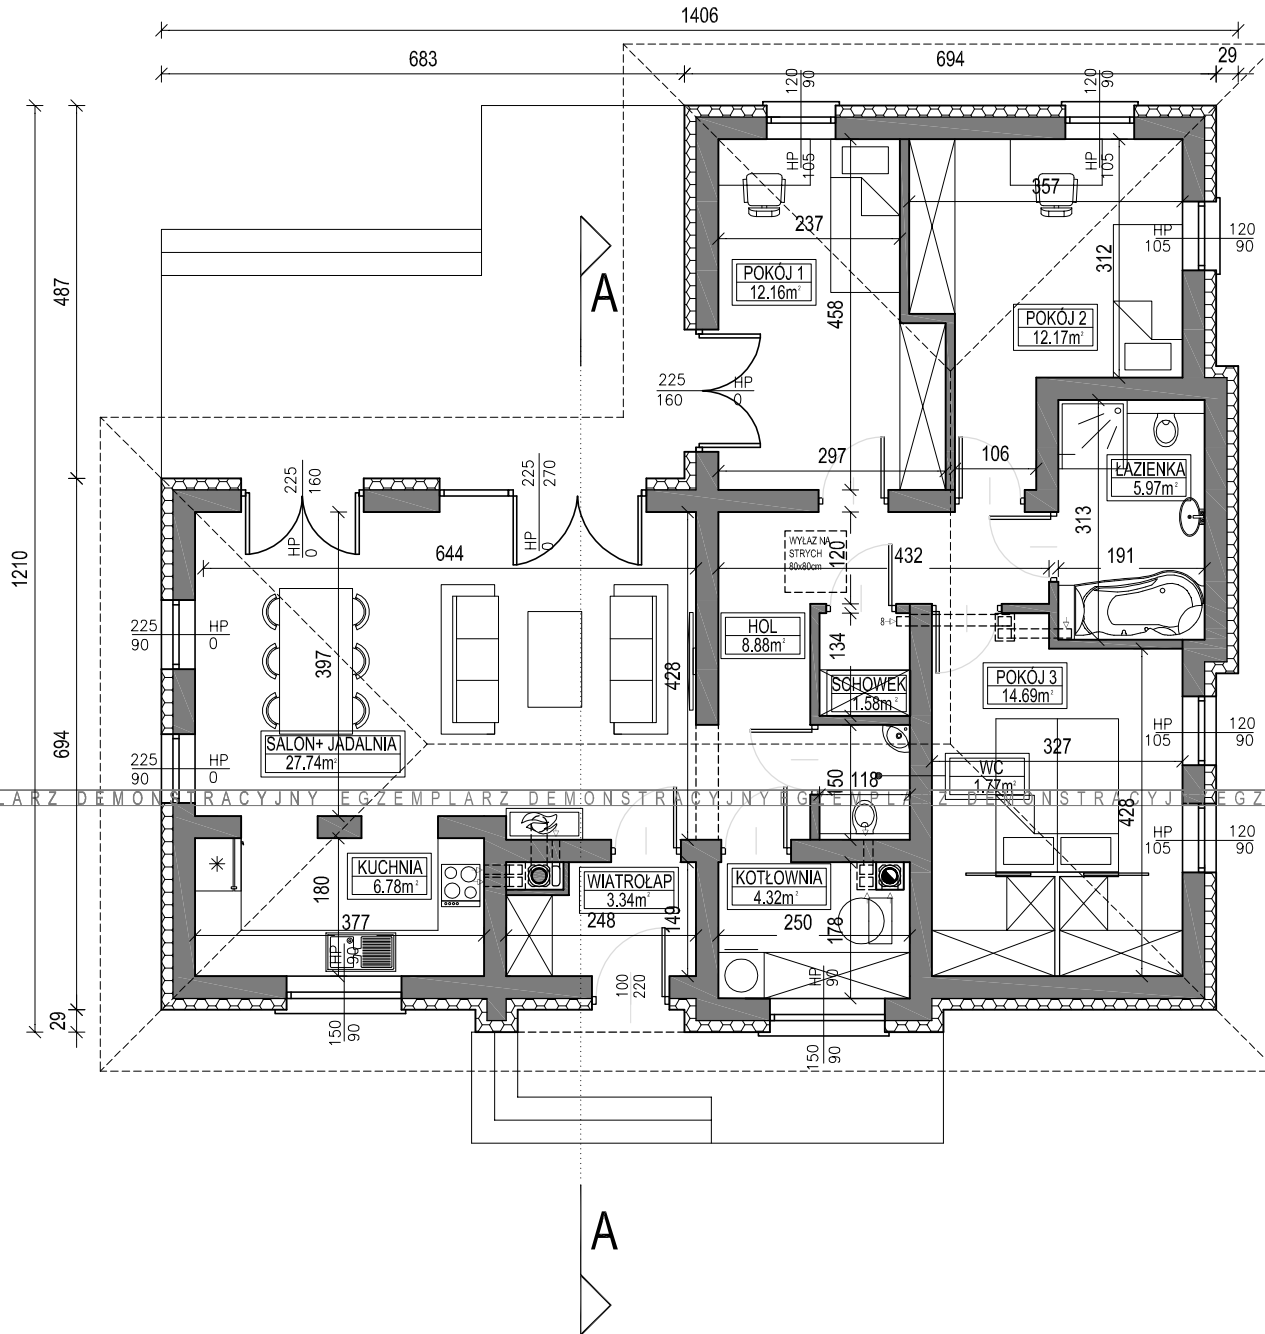 1406
683
694
29
120
90
120
90
HP
105
HP
105
357
237
HP
105
120
90
POKÓJ 1
12.16m²
312
487
A
458
POKÓJ 2
12.17m²
225
160
HP
0
297
106
ŁAZIENKA
5.97m²
225
160
HP
0
225
270
HP
0
313
WYŁAZ NA
STRYCH
80x80cm
120
1210
644
432
191
225
90
HP
0
HOL
8.88m²
8
134
397
428
SCHOWEK
1.58m²
POKÓJ 3
14.69m²
694
SALON+ JADALNIA
27.74m²
HP
105
120
90
327
225
90
HP
0
WC
1.77m²
150
118
LARZ DEMONSTRACYJNY EGZEMPLARZ DEMONSTRACYJNY EGZEMPLARZ DEMONSTRACYJNY EGZ
428
HP
105
120
90
KUCHNIA
6.78m²
180
WIATROŁAP
3.34m²
KOTŁOWNIA
4.32m²
377
248
149
250
178
HP
90
HP
90
100
220
29
150
90
150
90
A